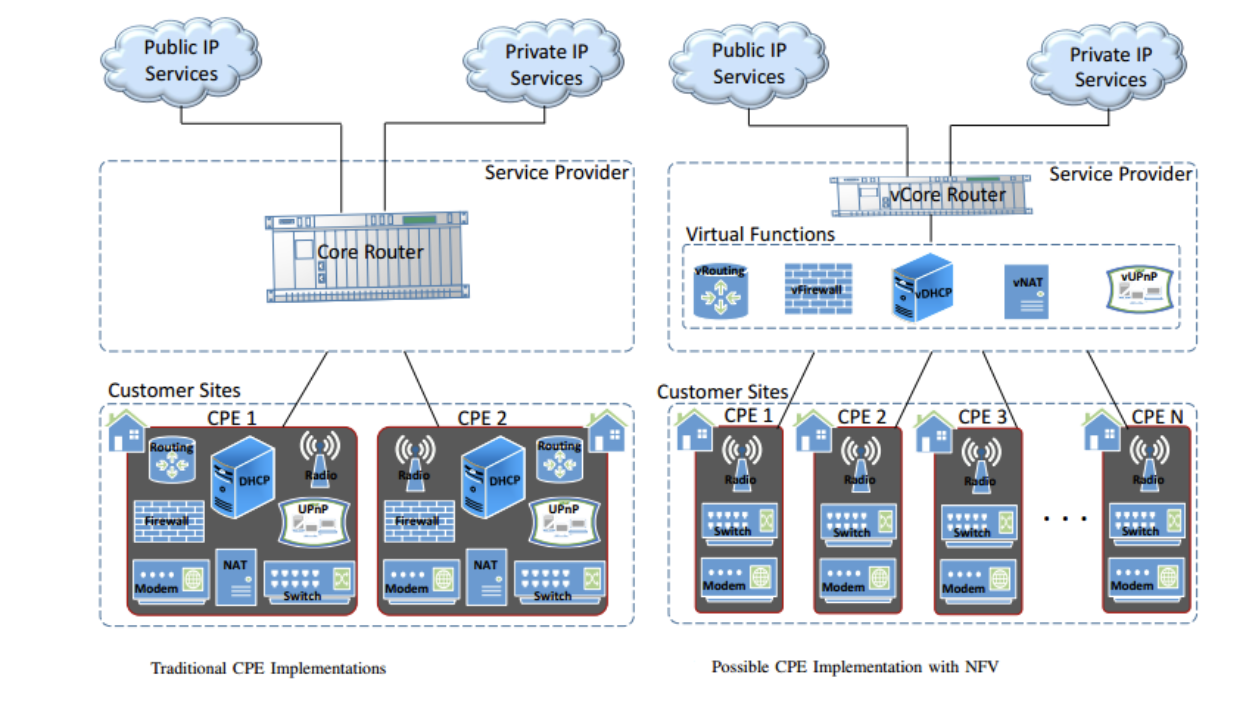 Public IP
Services
Private IP
Services
Service Provider
Core Router
Customer Sites
CPE 1
CPE 2
Routing
DHCP
Radio
Firewall
UPnP
Modem
NAT
Switch
Radio
DHCP
Routing
Firewall
UPnP
Modem
NAT
Switch
Traditional CPE Implementations
Public IP
Services
Private IP
Services
Service Provider
vCore Router
Virtual Functions
vRouting
vFirewall
vDHCP
vNAT
vUPnP
Customer Sites
CPE 1
CPE 2
CPE 3
CPE N
Radio
Radio
Radio
Radio
Switch
Switch
Switch
. . .
Switch
Modem
Modem
Modem
Modem
Possible CPE Implementation with NFV